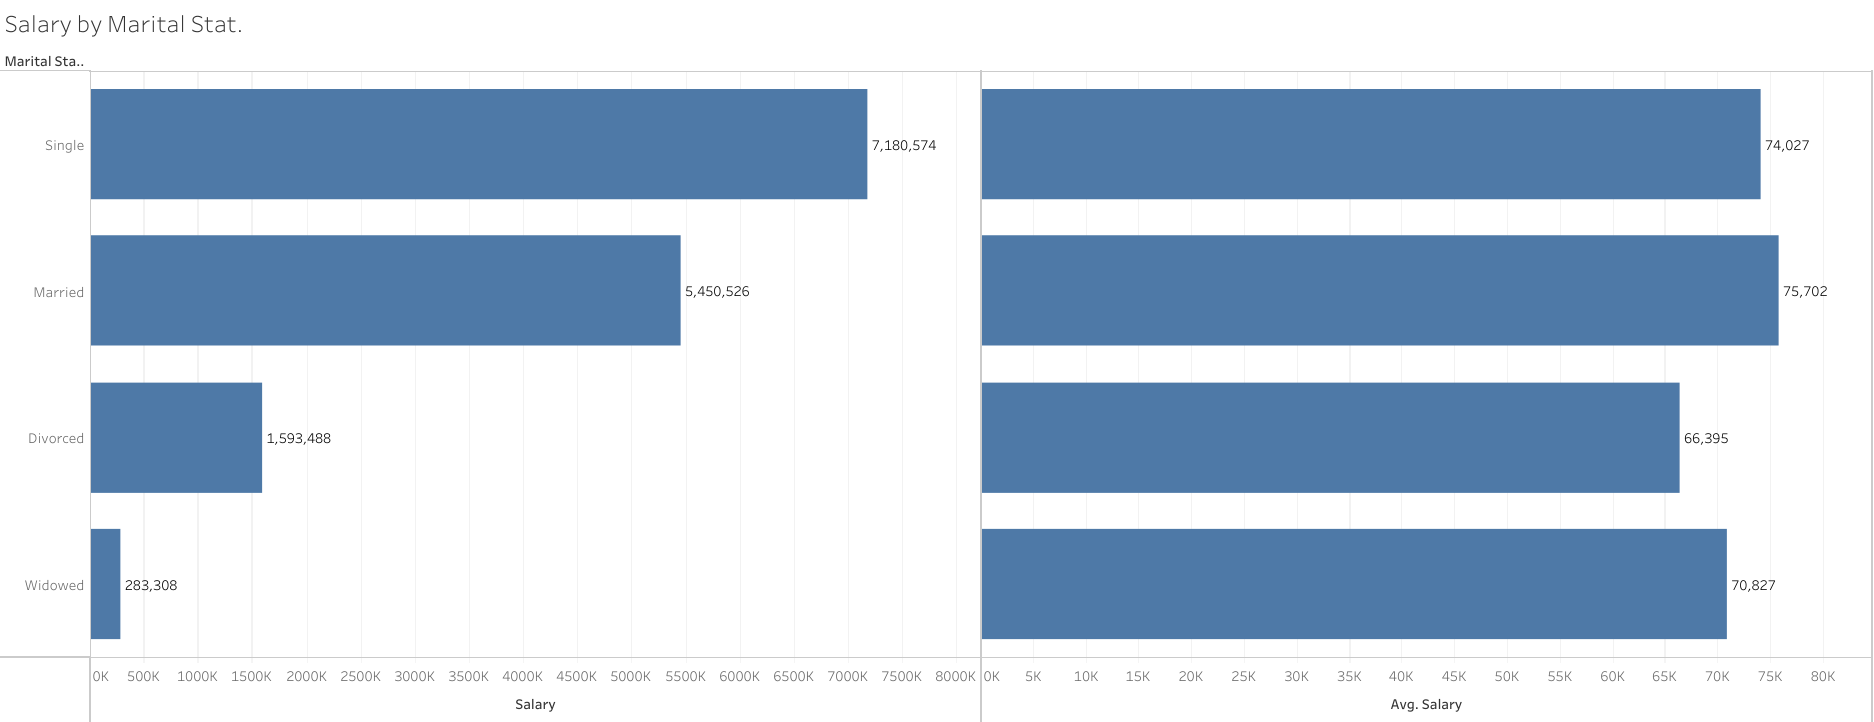 Salary by Marital Stat.
Marital Sta..
Single
7,180,574
74,027
Married
5,450,526
75,702
Divorced
1,593,488
66,395
Widowed
283,308
70,827
0K 500K 1000K 1500K 2000K 2500K 3000K 3500K 4000K 4500K 5000K 5500K 6000K 6500K 7000K 7500K 8000K
0K 5K 10K 15K 20K 25K 30K 35K 40K 45K 50K 55K 60K 65K 70K 75K 80K
Salary
Avg. Salary